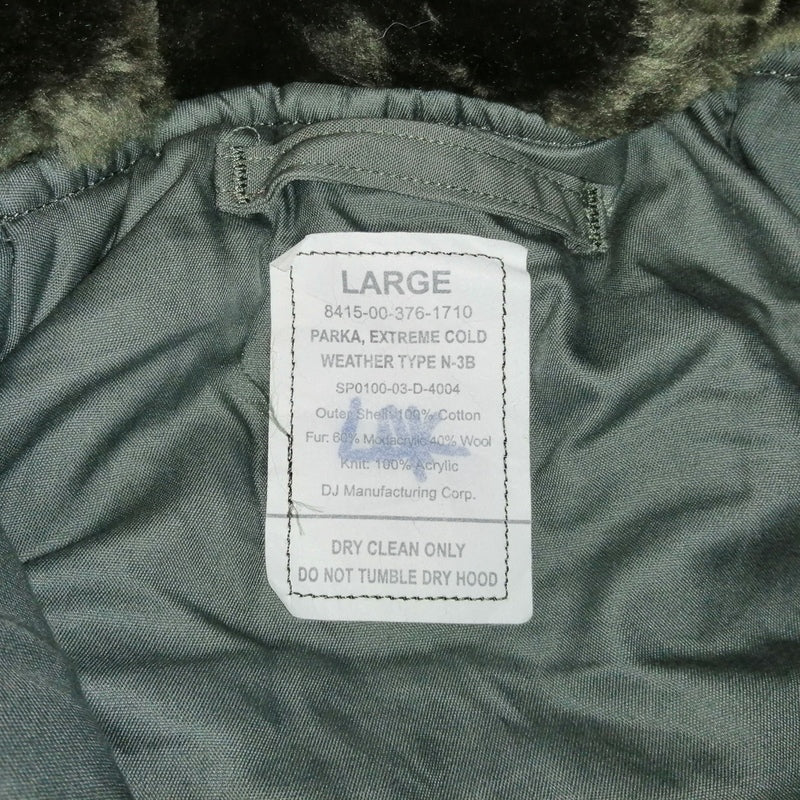 LARGE
8415-00-376-1710
PARKA, EXTREME COLD
WEATHER TYPE N-3B
SP0100-03-D-4004
Outer Shell: 100% Cotton
Fur: 60% Modacrylic 40% Wool
Knit: 100% Acrylic
DJ Manufacturing Corp.
DRY CLEAN ONLY
DO NOT TUMBLE DRY HOOD